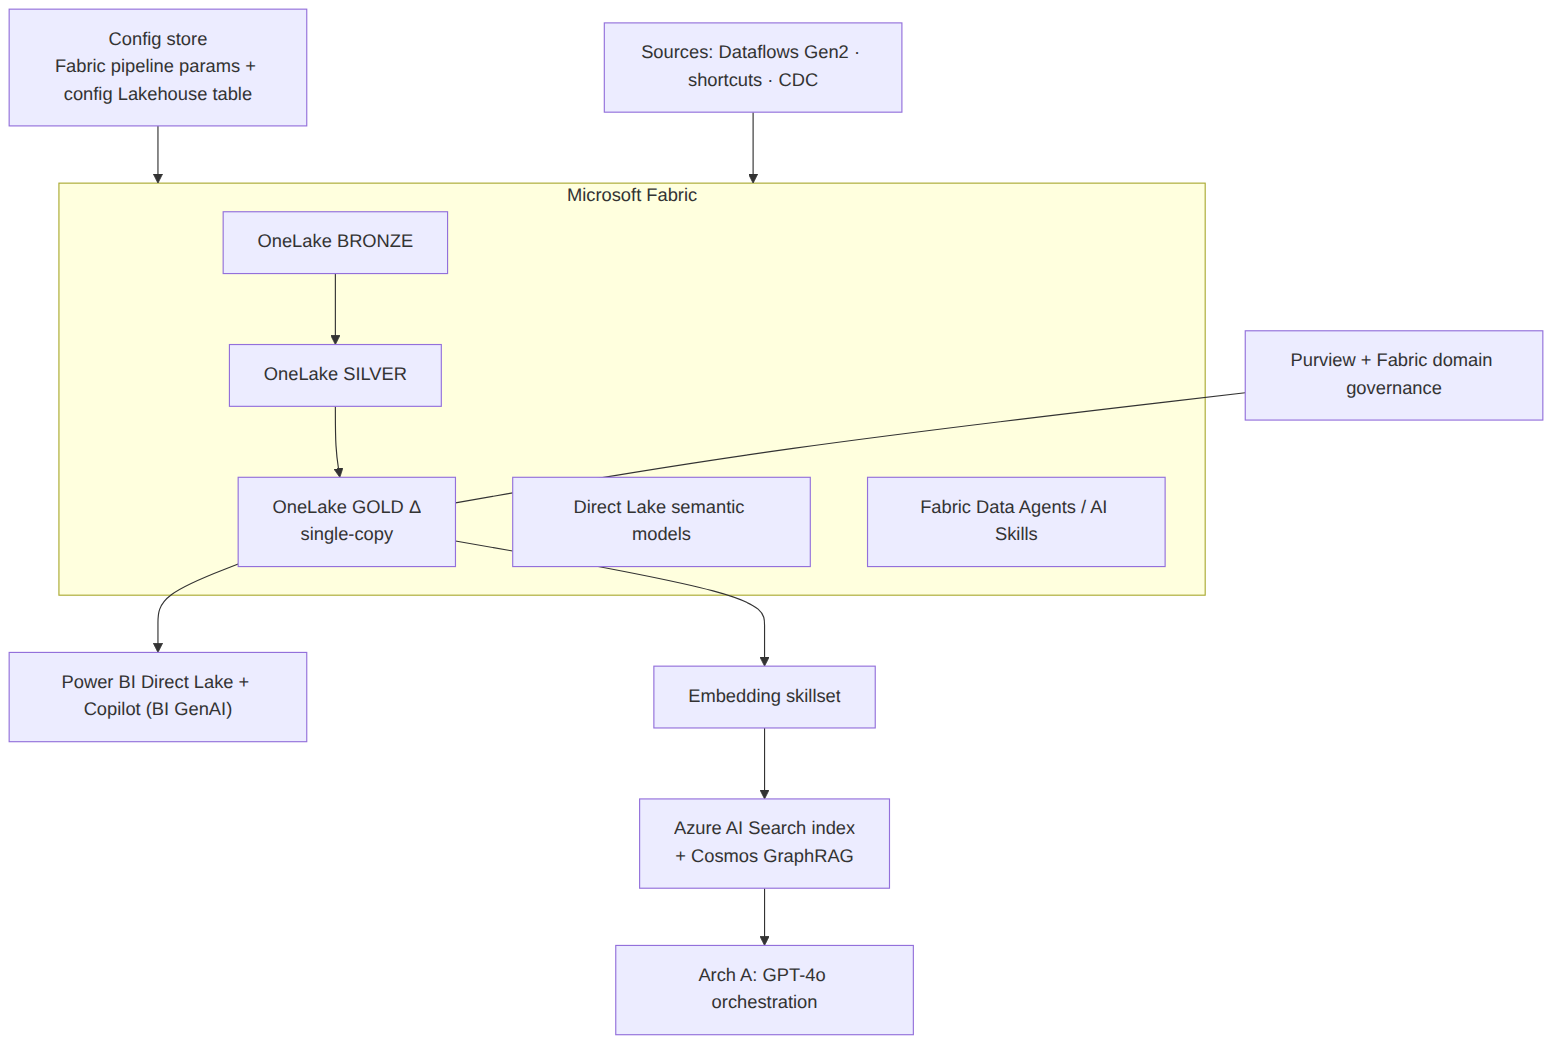 Config store
Fabric pipeline params +
config Lakehouse table
Sources: Dataflows Gen2 ·
shortcuts · CDC
Microsoft Fabric
OneLake BRONZE
OneLake SILVER
Purview + Fabric domain
governance
OneLake GOLD Δ
single-copy
Direct Lake semantic
models
Fabric Data Agents / AI
Skills
Power BI Direct Lake +
Copilot (BI GenAI)
Embedding skillset
Azure AI Search index
+ Cosmos GraphRAG
Arch A: GPT-4o
orchestration